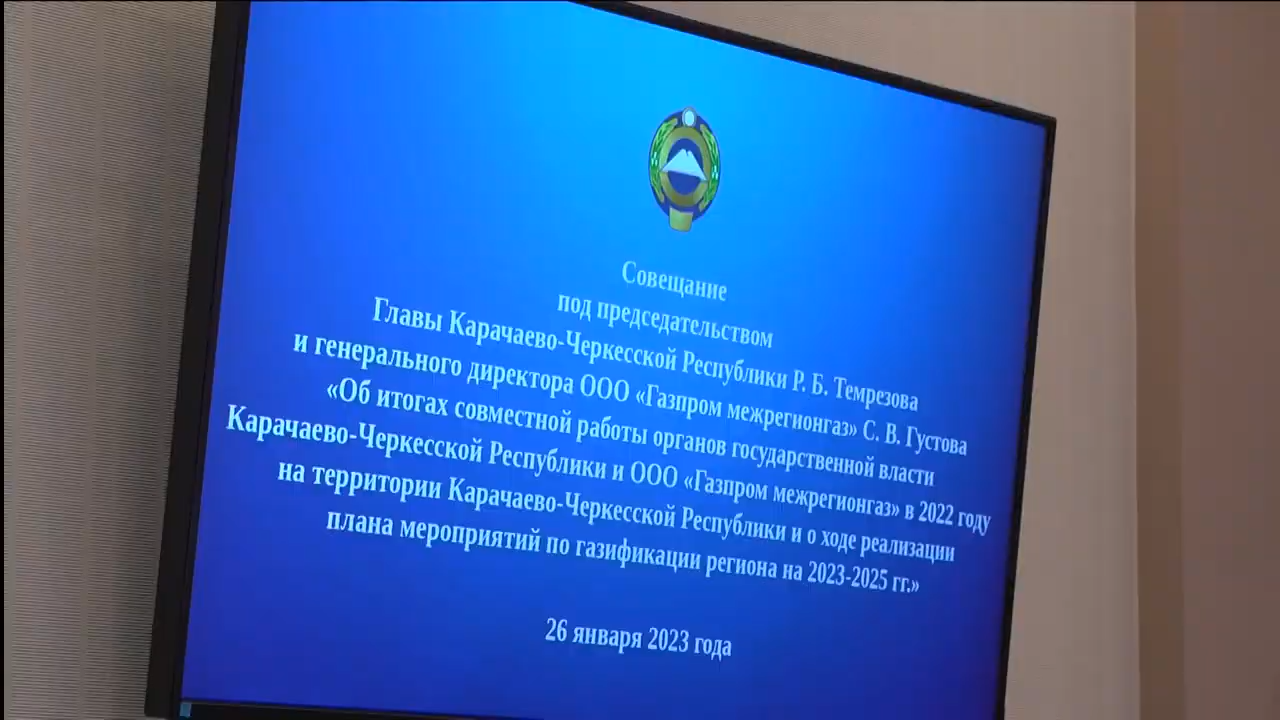 Совещание
под председательством
Главы Карачаево-Черкесской Республики Р. Б. Темрезова
и генерального директора ООО «Газпром межрегионгаз» С. В. Густова
«Об итогах совместной работы органов государственной власти
Карачаево-Черкесской Республики и ООО «Газпром межрегионгаз» в 2022 году
на территории Карачаево-Черкесской Республики и о ходе реализации
плана мероприятий по газификации региона на 2023-2025 гг.»
26 января 2023 года